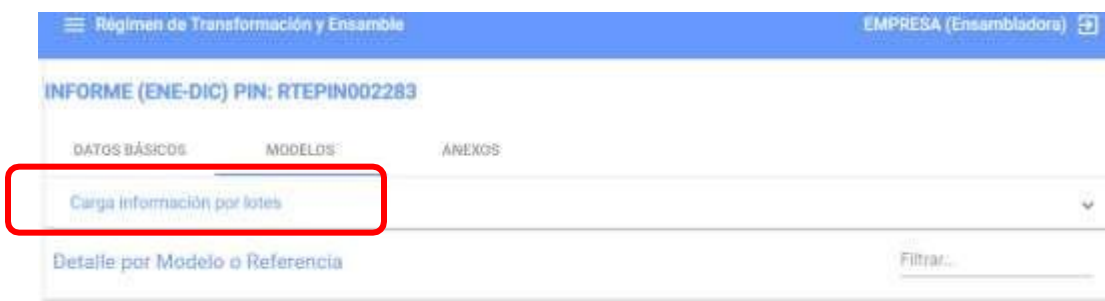 Régimen de Transformación y Ensamble
EMPRESA (Ensambladora)
INFORME (ENE-DIC) PIN: RTEPIN002283
DATOS BÁSICOS MODELOS ANEXOS
Carga información por lotes
Detalle por Modelo o Referencia
Filtrar...